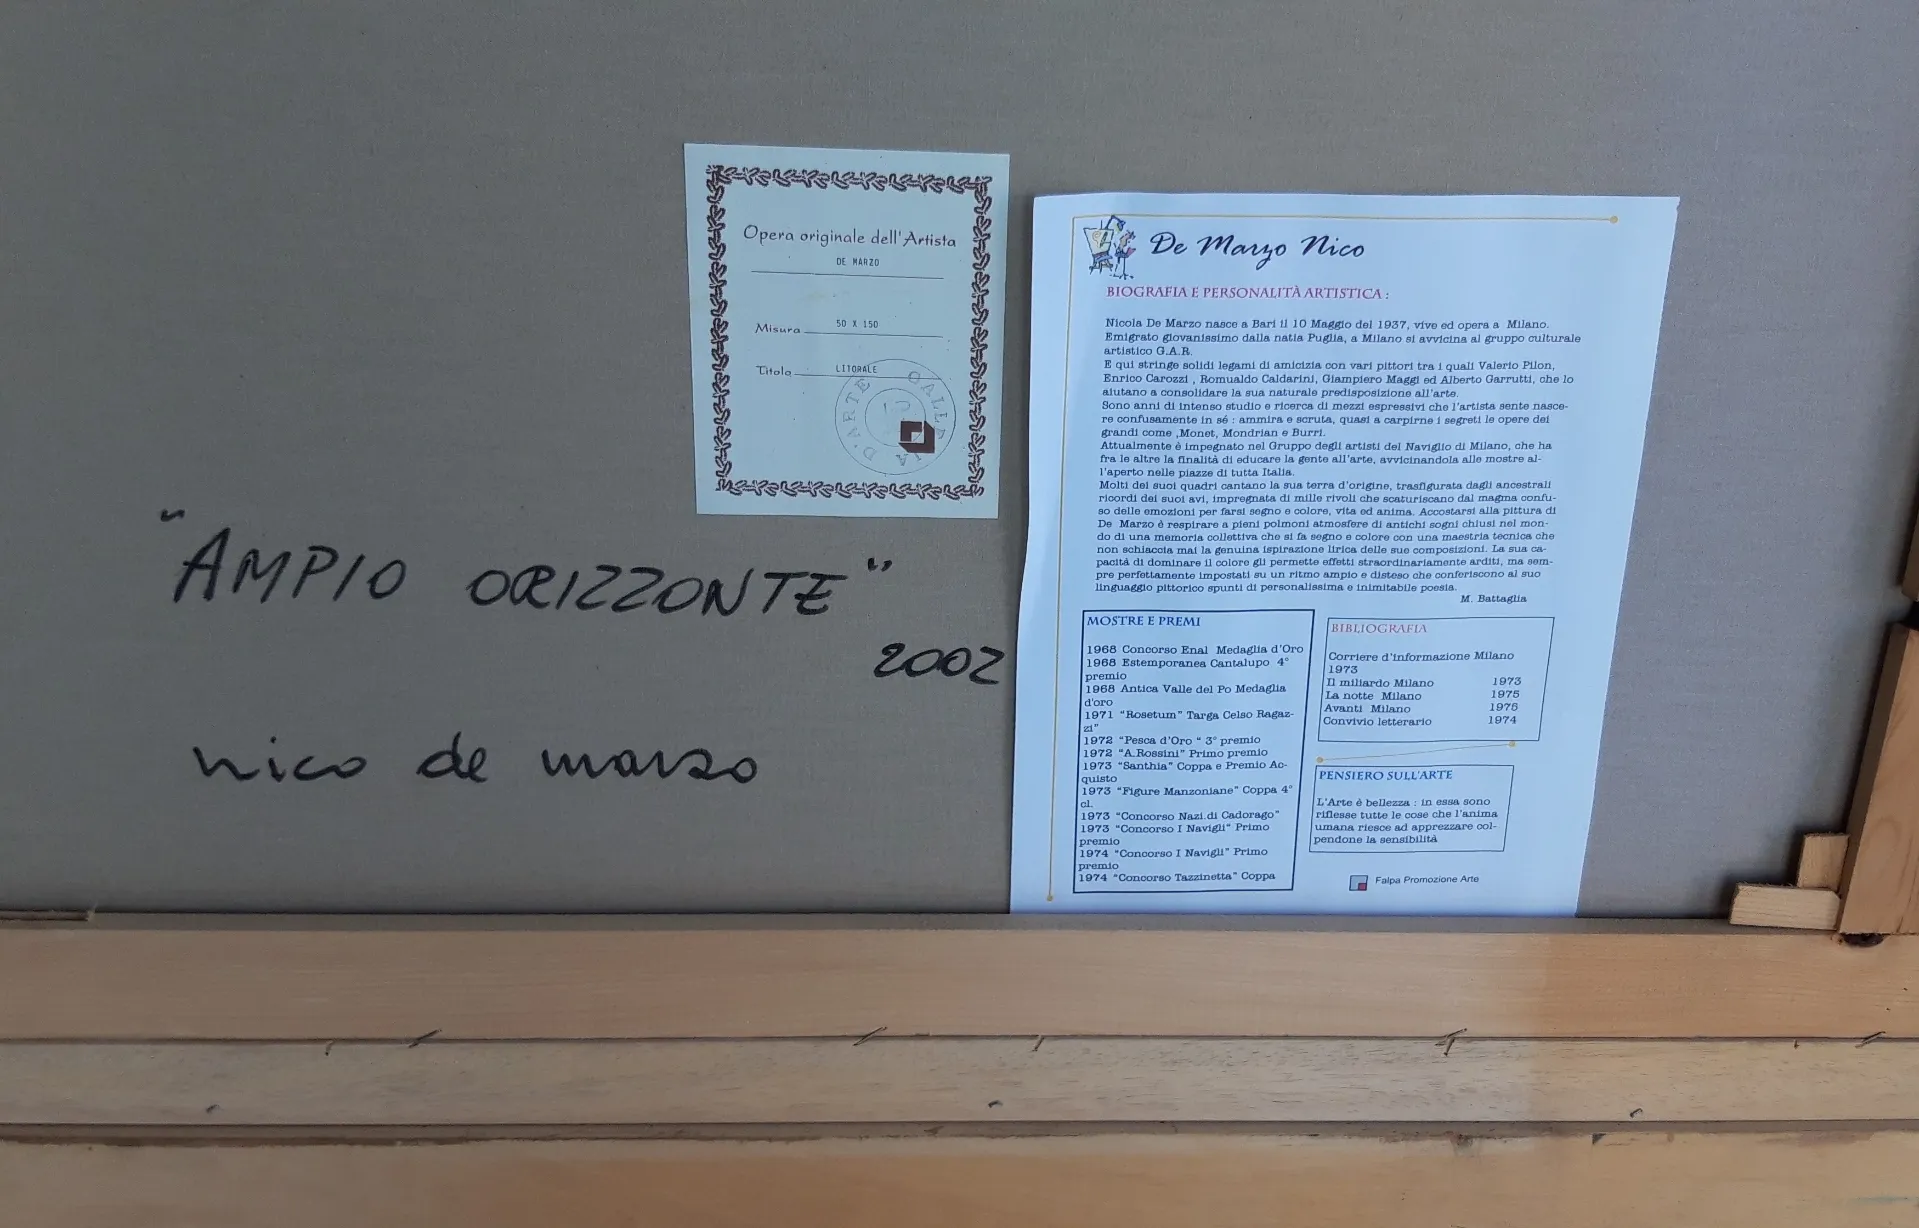 Opera originale dell'Artista
DE MARZO
Misura 50 X 150
Titolo LITORALE
GALLERIA D'ARTE
"AMPIO ORIZZONTE"
2002
nico de marzo
De Marzo Nico
BIOGRAFIA E PERSONALITÀ ARTISTICA :
Nicola De Marzo nasce a Bari il 10 Maggio del 1937, vive ed opera a Milano.
Emigrato giovanissimo dalla natia Puglia, a Milano si avvicina al gruppo culturale
artistico G.A.R.
E qui stringe solidi legami di amicizia con vari pittori tra i quali Valerio Pilon,
Enrico Carozzi , Romualdo Caldarini, Giampiero Maggi ed Alberto Garrutti, che lo
aiutano a consolidare la sua naturale predisposizione all'arte.
Sono anni di intenso studio e ricerca di mezzi espressivi che l'artista sente nasce-
re confusamente in sé : ammira e scruta, quasi a carpirne i segreti le opere dei
grandi come ,Monet, Mondrian e Burri.
Attualmente è impegnato nel Gruppo degli artisti del Naviglio di Milano, che ha
fra le altre la finalità di educare la gente all'arte, avvicinandola alle mostre al-
l'aperto nelle piazze di tutta Italia.
Molti dei suoi quadri cantano la sua terra d'origine, trasfigurata dagli ancestrali
ricordi dei suoi avi, impregnata di mille rivoli che scaturiscano dal magma confu-
so delle emozioni per farsi segno e colore, vita ed anima. Accostarsi alla pittura di
De Marzo è respirare a pieni polmoni atmosfere di antichi sogni chiusi nel mon-
do di una memoria collettiva che si fa segno e colore con una maestria tecnica che
non schiaccia mai la genuina ispirazione lirica delle sue composizioni. La sua ca-
pacità di dominare il colore gli permette effetti straordinariamente arditi, ma sem-
pre perfettamente impostati su un ritmo ampio e disteso che conferiscono al suo
linguaggio pittorico spunti di personalissima e inimitabile poesia.
M. Battaglia
MOSTRE E PREMI
1968 Concorso Enal Medaglia d'Oro
1968 Estemporanea Cantalupo 4°
premio
1968 Antica Valle del Po Medaglia
d'oro
1971 "Rosetum" Targa Celso Ragaz-
zi"
1972 "Pesca d'Oro " 3° premio
1972 "A.Rossini" Primo premio
1973 "Santhia" Coppa e Premio Ac-
quisto
1973 "Figure Manzoniane" Coppa 4°
cl.
1973 "Concorso Nazi.di Cadorago"
1973 "Concorso I Navigli" Primo
premio
1974 "Concorso I Navigli" Primo
premio
1974 "Concorso Tazzinetta" Coppa
BIBLIOGRAFIA
Corriere d'informazione Milano
1973
Il miliardo Milano 1973
La notte Milano 1975
Avanti Milano 1975
Convivio letterario 1974
PENSIERO SULL'ARTE
L'Arte è bellezza : in essa sono
riflesse tutte le cose che l'anima
umana riesce ad apprezzare col-
pendone la sensibilità
Falpa Promozione Arte